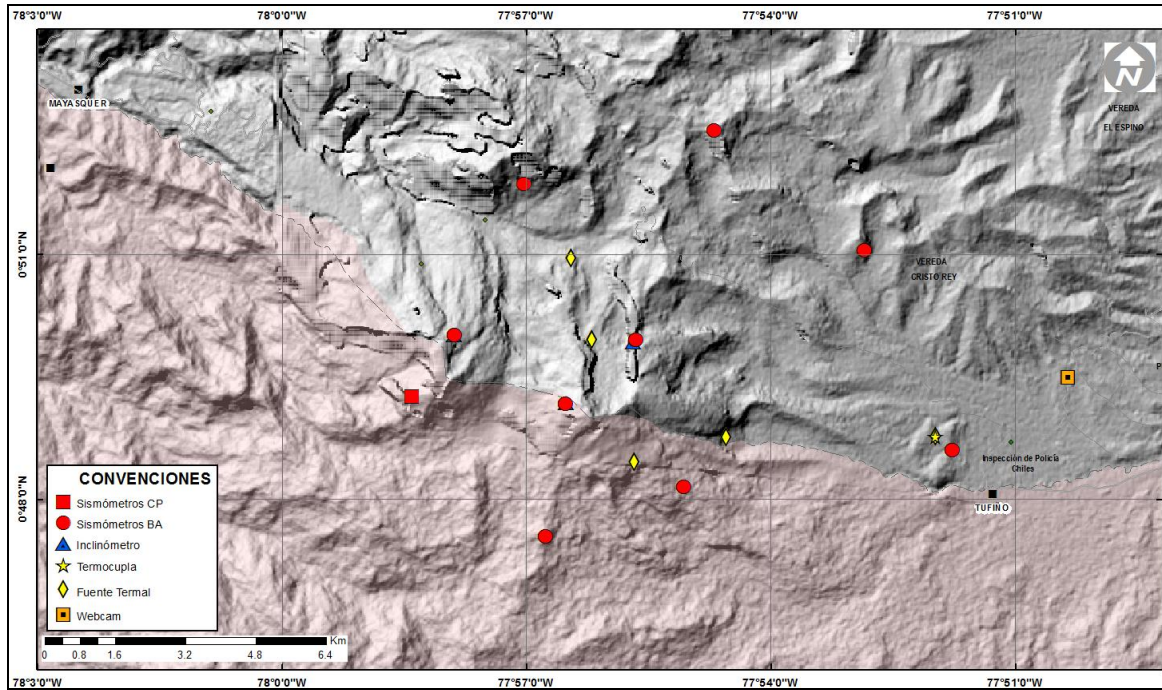 78°3'0"W
78°0'0"W
77°57'0"W
77°54'0"W
77°51'0"W
N
MAYASQUER
VEREDA
EL ESPINO
0°51'0"N
VEREDA
CRISTO REY
P
Inspección de Policía
Chiles
0°48'0"N
TUFIÑO
CONVENCIONES
Sismómetros CP
Sismómetros BA
Inclinómetro
Termocupla
Fuente Termal
Webcam
Km
0 0.8 1.6 3.2 4.8 6.4
78°3'0"W
78°0'0"W
77°57'0"W
77°54'0"W
77°51'0"W